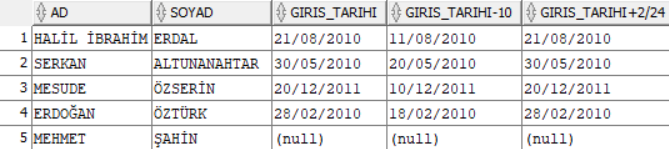 AD SOYAD GIRIS_TARIHI GIRIS_TARIHI-10 GIRIS_TARIHI+2/24
1 HALİL İBRAHİM ERDAL 21/08/2010 11/08/2010 21/08/2010
2 SERKAN ALTUNANAHTAR 30/05/2010 20/05/2010 30/05/2010
3 MESUDE ÖZSERİN 20/12/2011 10/12/2011 20/12/2011
4 ERDOĞAN ÖZTÜRK 28/02/2010 18/02/2010 28/02/2010
5 MEHMET ŞAHİN (null) (null) (null)